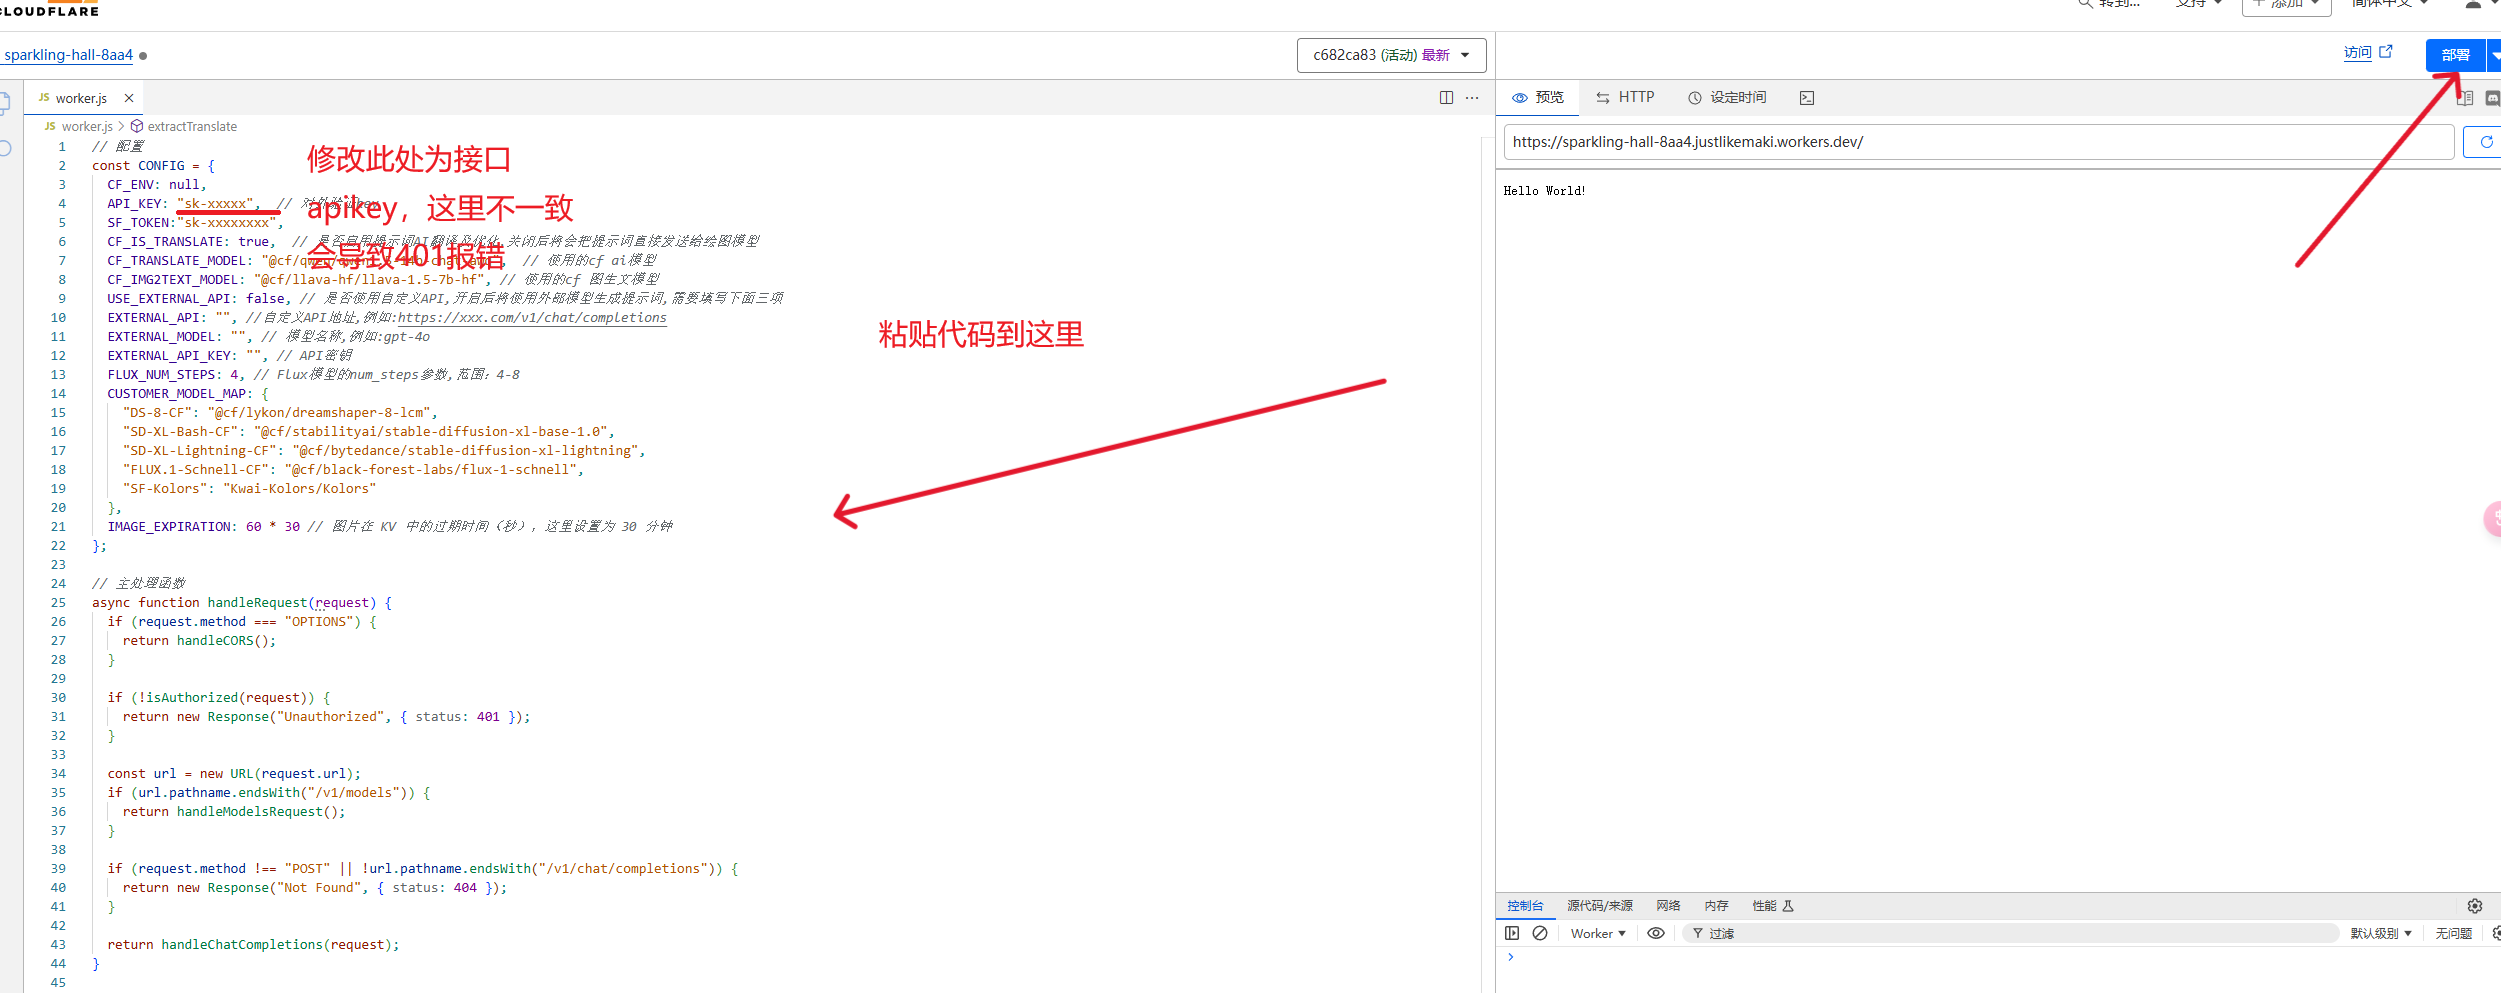 CLOUDFLARE
转到...
支持
添加
简体中文
sparkling-hall-8aa4
c682ca83 (活动) 最新
访问
部署
JS worker.js
JS worker.js > extractTranslate
预览
HTTP
设定时间
https://sparkling-hall-8aa4.justlikemaki.workers.dev/
Hello World!
1 // 配置
2 const CONFIG = {
3 CF_ENV: null,
4 API_KEY: "sk-xxxxx", // 对外验证key
5 SF_TOKEN:"sk-xxxxxxxx",
6 CF_IS_TRANSLATE: true, // 是否启用提示词AI翻译及优化,关闭后将会把提示词直接发送给绘图模型
7 CF_TRANSLATE_MODEL: "@cf/qwen/qwen1.5-14b-chat-awq", // 使用的cf ai模型
8 CF_IMG2TEXT_MODEL: "@cf/llava-hf/llava-1.5-7b-hf", // 使用的cf 图生文模型
9 USE_EXTERNAL_API: false, // 是否使用自定义API,开启后将使用外部模型生成提示词,需要填写下面三项
10 EXTERNAL_API: "", //自定义API地址,例如:https://xxx.com/v1/chat/completions
11 EXTERNAL_MODEL: "", // 模型名称,例如:gpt-4o
12 EXTERNAL_API_KEY: "", // API密钥
13 FLUX_NUM_STEPS: 4, // Flux模型的num_steps参数,范围：4-8
14 CUSTOMER_MODEL_MAP: {
15 "DS-8-CF": "@cf/lykon/dreamshaper-8-lcm",
16 "SD-XL-Bash-CF": "@cf/stabilityai/stable-diffusion-xl-base-1.0",
17 "SD-XL-Lightning-CF": "@cf/bytedance/stable-diffusion-xl-lightning",
18 "FLUX.1-Schnell-CF": "@cf/black-forest-labs/flux-1-schnell",
19 "SF-Kolors": "Kwai-Kolors/Kolors"
20 },
21 IMAGE_EXPIRATION: 60 * 30 // 图片在 KV 中的过期时间（秒），这里设置为 30 分钟
22 };
23
24 // 主处理函数
25 async function handleRequest(request) {
26 if (request.method === "OPTIONS") {
27 return handleCORS();
28 }
29
30 if (!isAuthorized(request)) {
31 return new Response("Unauthorized", { status: 401 });
32 }
33
34 const url = new URL(request.url);
35 if (url.pathname.endsWith("/v1/models")) {
36 return handleModelsRequest();
37 }
38
39 if (request.method !== "POST" || !url.pathname.endsWith("/v1/chat/completions")) {
40 return new Response("Not Found", { status: 404 });
41 }
42
43 return handleChatCompletions(request);
44 }
45
修改此处为接口
apikey，这里不一致
会导致401报错
粘贴代码到这里
控制台
源代码/来源
网络
内存
性能
Worker
过滤
默认级别
无问题